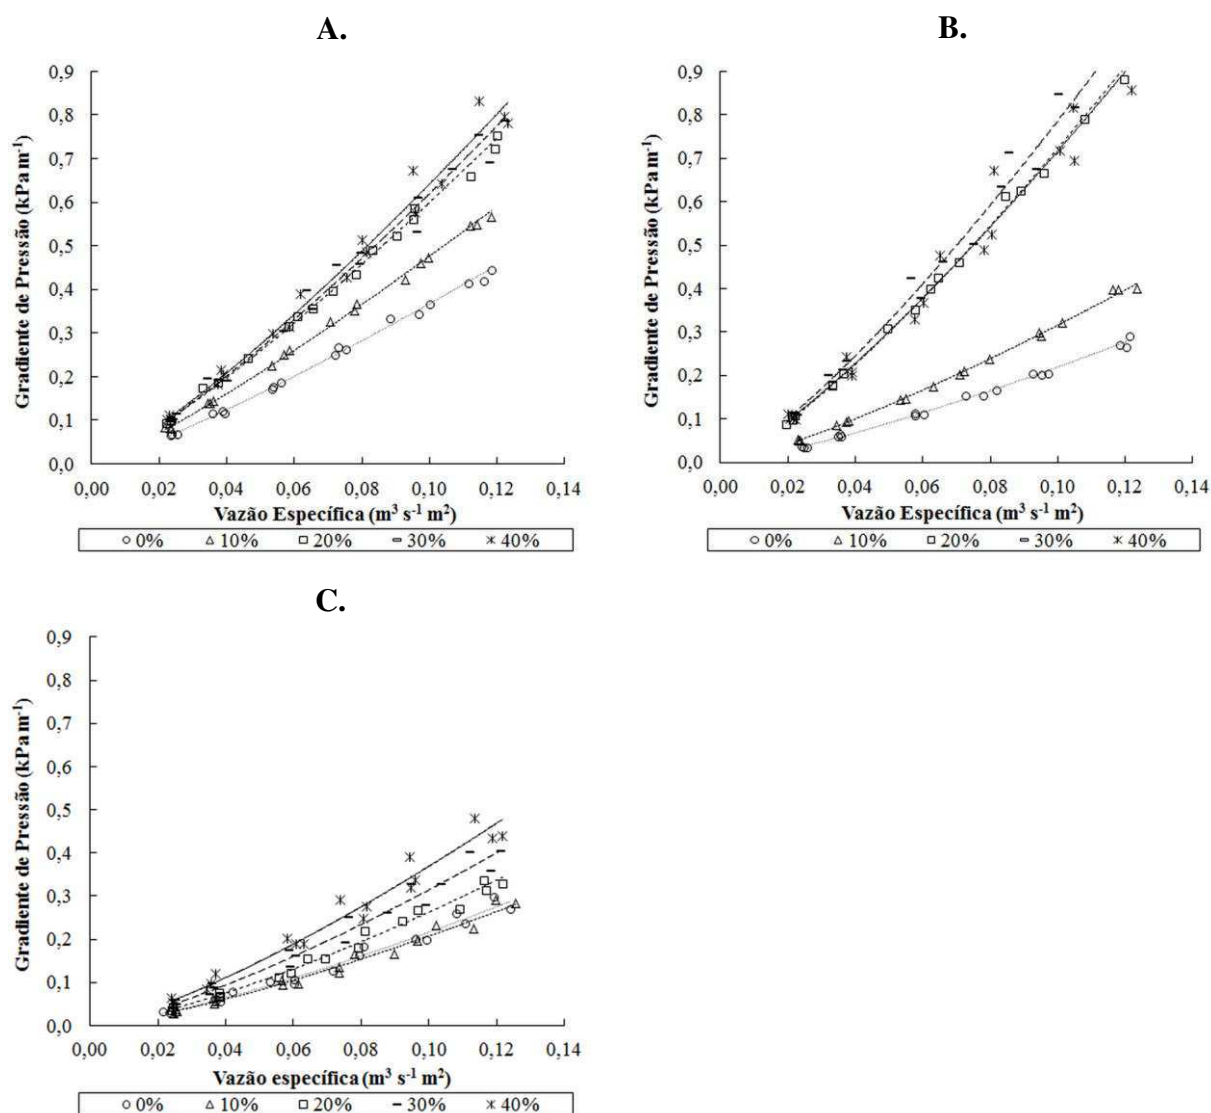 A.
Gradiente de Pressão (kPa m-1)
0,9
0,8
0,7
0,6
0,5
0,4
0,3
0,2
0,1
0,0
0,00 0,02 0,04 0,06 0,08 0,10 0,12 0,14
Vazão Específica (m3 s-1 m2)
0% 10% 20% 30% 40%
B.
Gradiente de Pressão (kPa m-1)
0,9
0,8
0,7
0,6
0,5
0,4
0,3
0,2
0,1
0,0
0,00 0,02 0,04 0,06 0,08 0,10 0,12 0,14
Vazão Específica (m3 s-1 m2)
0% 10% 20% 30% 40%
C.
Gradiente de Pressão (kPa m-1)
0,9
0,8
0,7
0,6
0,5
0,4
0,3
0,2
0,1
0,0
0,00 0,02 0,04 0,06 0,08 0,10 0,12 0,14
Vazão específica (m3 s-1 m2)
0% 10% 20% 30% 40%